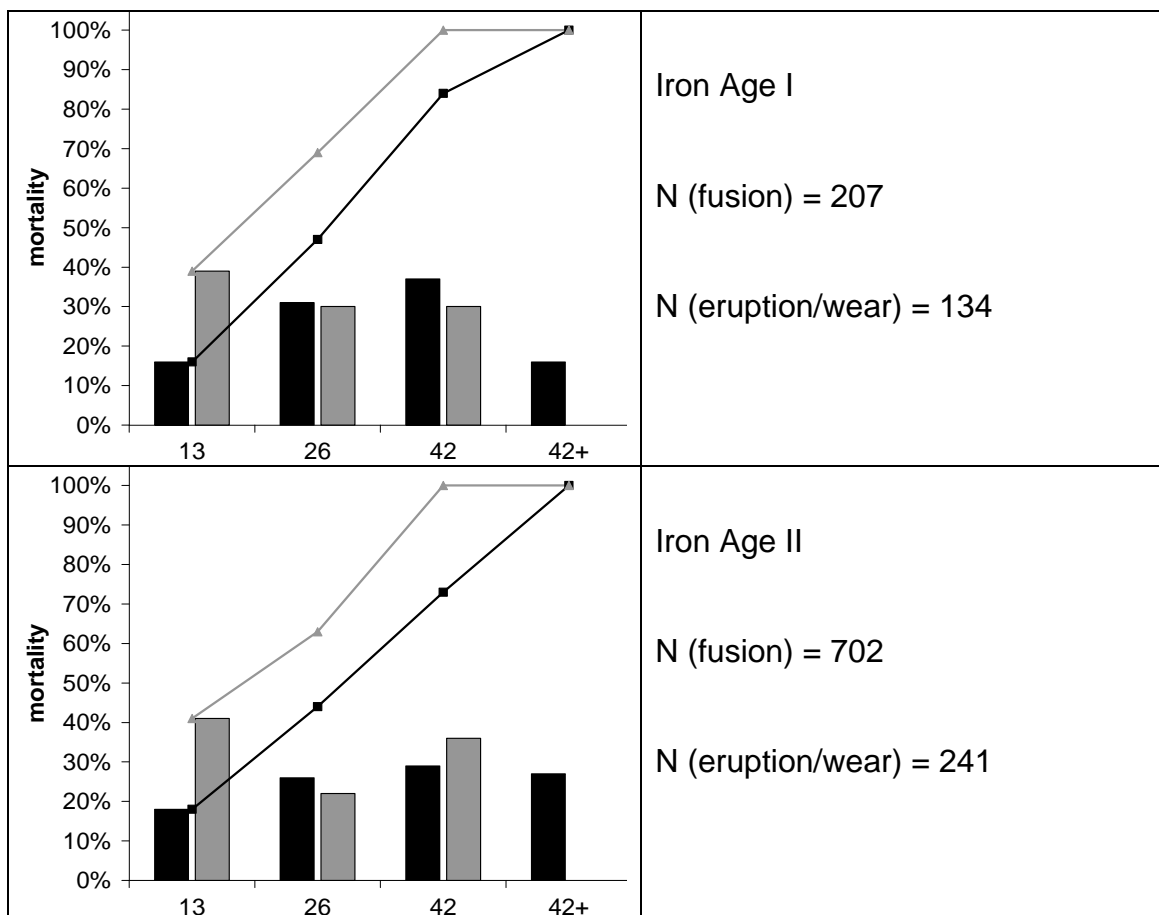 100%
90%
80%
70%
60%
50%
40%
30%
20%
10%
0%
mortality
13 26 42 42+
Iron Age I
N (fusion) = 207
N (eruption/wear) = 134
100%
90%
80%
70%
60%
50%
40%
30%
20%
10%
0%
mortality
13 26 42 42+
Iron Age II
N (fusion) = 702
N (eruption/wear) = 241